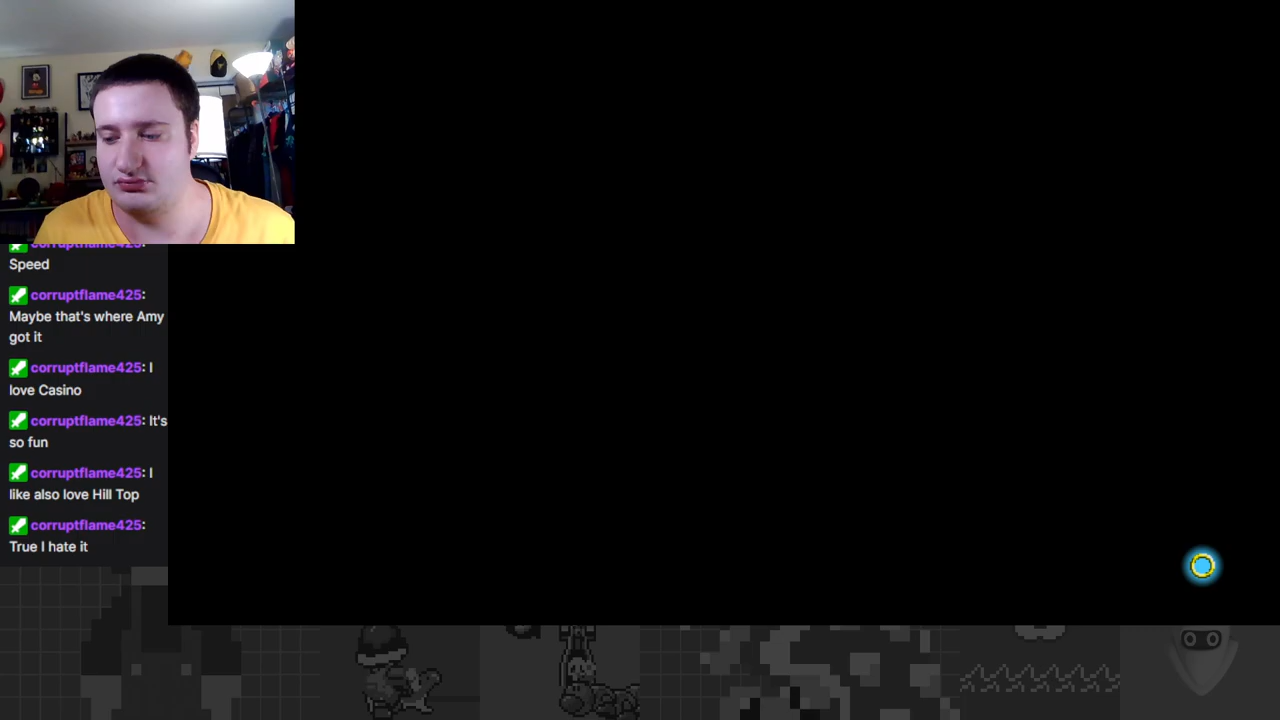 corruptflame425:
Speed
corruptflame425:
Maybe that's where Amy
got it
corruptflame425: I
love Casino
corruptflame425: It's
so fun
corruptflame425: I
like also love Hill Top
corruptflame425:
True I hate it